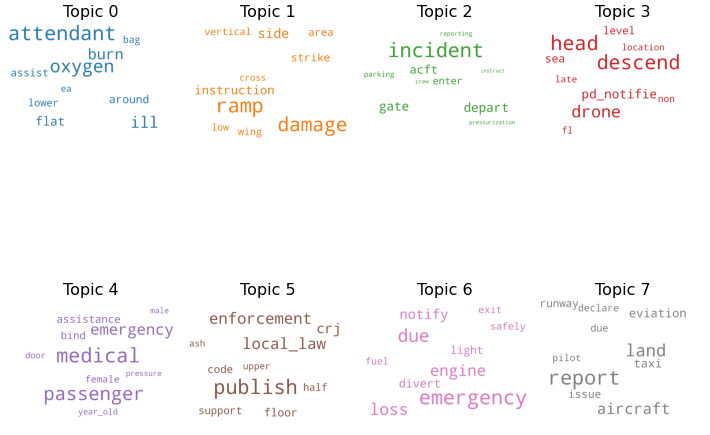 Topic 0
attendant
bag
burn
oxygen
assist
ea
lower
around
flat
ill
Topic 1
vertical
side
area
strike
cross
instruction
ramp
low
wing
damage
Topic 2
reporting
incident
acft
parking
instruct
crew
enter
gate
depart
pressurization
Topic 3
level
head
location
sea
descend
late
pd_notifie
non
drone
fl
Topic 4
male
assistance
emergency
bind
door
medical
pressure
female
passenger
year_old
Topic 5
enforcement
crj
ash
local_law
code
upper
publish
half
support
floor
Topic 6
exit
notify
safely
due
light
fuel
engine
divert
emergency
loss
Topic 7
runway
declare
eviation
due
land
pilot
taxi
report
issue
aircraft